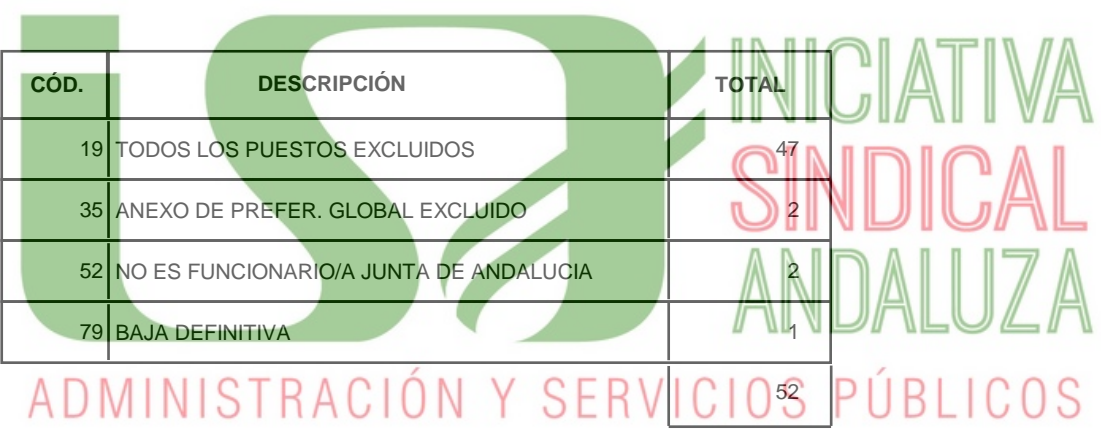 iSa
INICIATIVA
SINDICAL
ANDALUZA
CÓD. DESCRIPCIÓN TOTAL
19 TODOS LOS PUESTOS EXCLUIDOS 47
35 ANEXO DE PREFER. GLOBAL EXCLUIDO 2
52 NO ES FUNCIONARIO/A JUNTA DE ANDALUCIA 2
79 BAJA DEFINITIVA 1
52
ADMINISTRACIÓN Y SERVICIOS PÚBLICOS